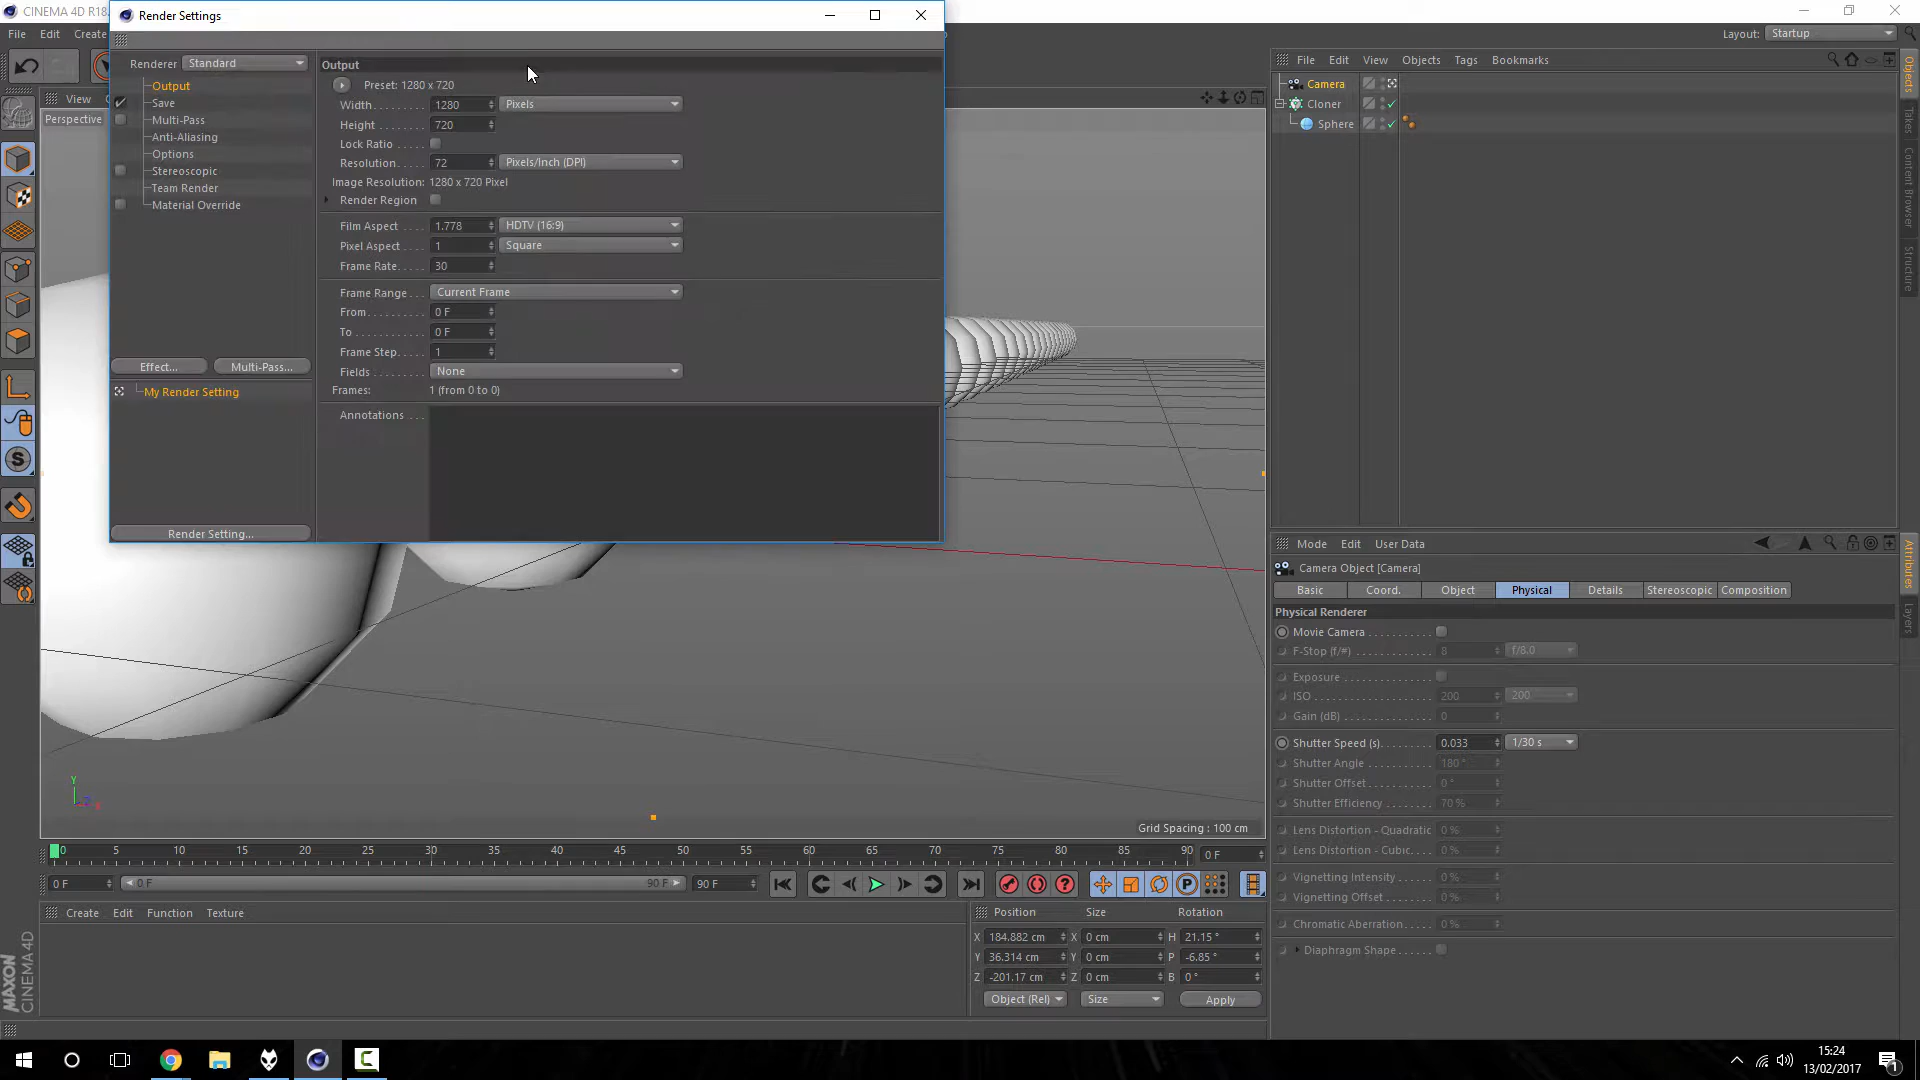 CINEMA 4D R18.
Render Settings
File Edit Create
Layout: Startup
Renderer Standard
Output
Save
Multi-Pass
Anti-Aliasing
Options
Stereoscopic
Team Render
Material Override
Effect... Multi-Pass...
My Render Setting
Render Setting...
Output
Preset: 1280 x 720
Width 1280 Pixels
Height 720
Lock Ratio
Resolution 72 Pixels/Inch (DPI)
Image Resolution: 1280 x 720 Pixel
Render Region
Film Aspect 1.778 HDTV (16:9)
Pixel Aspect 1 Square
Frame Rate 30
Frame Range Current Frame
From 0 F
To 0 F
Frame Step 1
Fields None
Frames: 1 (from 0 to 0)
Annotations
View
Perspective
File Edit View Objects Tags Bookmarks
Camera
Cloner
Sphere
Objects
Takes
Content Browser
Structure
Mode Edit User Data
Camera Object [Camera]
Basic Coord. Object Physical Details Stereoscopic Composition
Physical Renderer
Movie Camera
F-Stop (f/#) 8 f/8.0
Exposure
ISO 200 200
Gain (dB) 0
Shutter Speed (s) 0.033 1/30 s
Shutter Angle 180 °
Shutter Offset 0 °
Shutter Efficiency 70 %
Lens Distortion - Quadratic 0 %
Lens Distortion - Cubic 0 %
Vignetting Intensity 0 %
Vignetting Offset 0 %
Chromatic Aberration 0 %
Diaphragm Shape
Attributes
Layers
Y
Z X
Grid Spacing : 100 cm
0 5 10 15 20 25 30 35 40 45 50 55 60 65 70 75 80 85 90 0 F
0 F 0 F 90 F 90 F
Create Edit Function Texture
Position Size Rotation
X 184.882 cm X 0 cm H 21.15 °
Y 36.314 cm Y 0 cm P -6.85 °
Z -201.17 cm Z 0 cm B 0 °
Object (Rel) Size Apply
MAXON
CINEMA 4D
15:24
13/02/2017
1